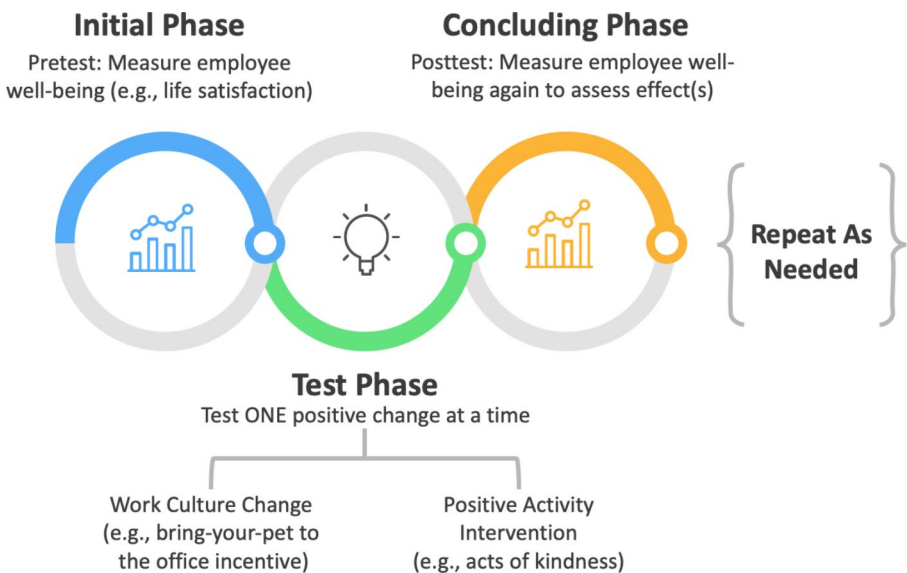 Initial Phase
Pretest: Measure employee
well-being (e.g., life satisfaction)
Concluding Phase
Posttest: Measure employee well-
being again to assess effect(s)
Repeat As
Needed
Test Phase
Test ONE positive change at a time
Work Culture Change
(e.g., bring-your-pet to
the office incentive)
Positive Activity
Intervention
(e.g., acts of kindness)